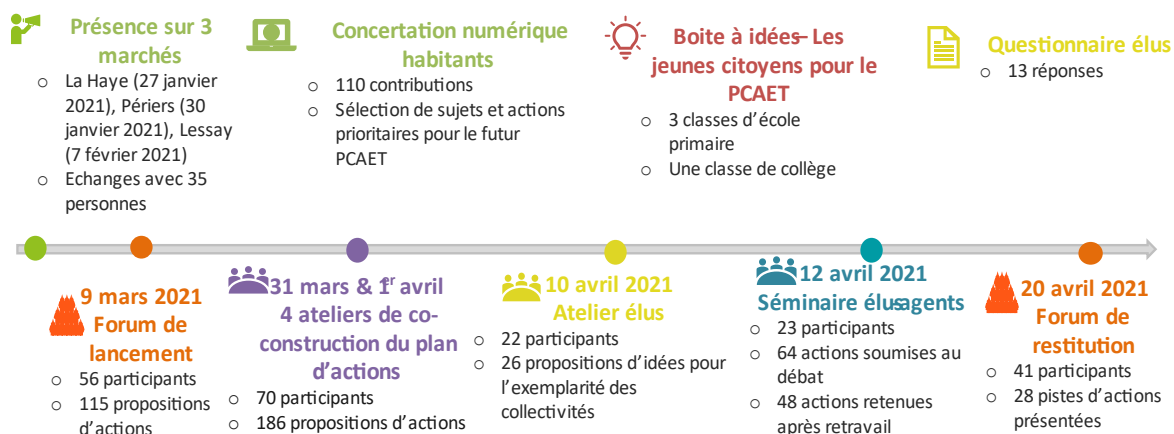 Présence sur 3
marchés
o La Haye (27 janvier
2021), Périers (30
janvier 2021), Lessay
(7 février 2021)
o Echanges avec 35
personnes
Concertation numérique
habitants
o 110 contributions
o Sélection de sujets et actions
prioritaires pour le futur
PCAET
Boite à idées– Les
jeunes citoyens pour le
PCAET
o 3 classes d'école
primaire
o Une classe de collège
Questionnaire élus
o 13 réponses
9 mars 2021
Forum de
lancement
o 56 participants
o 115 propositions
d'actions
31 mars & 1er avril
4 ateliers de co-
construction du plan
d'actions
o 70 participants
o 186 propositions d'actions
10 avril 2021
Atelier élus
o 22 participants
o 26 propositions d'idées pour
l'exemplarité des
collectivités
12 avril 2021
Séminaire élus-agents
o 23 participants
o 64 actions soumises au
débat
o 48 actions retenues
après retravail
20 avril 2021
Forum de
restitution
o 41 participants
o 28 pistes d'actions
présentées